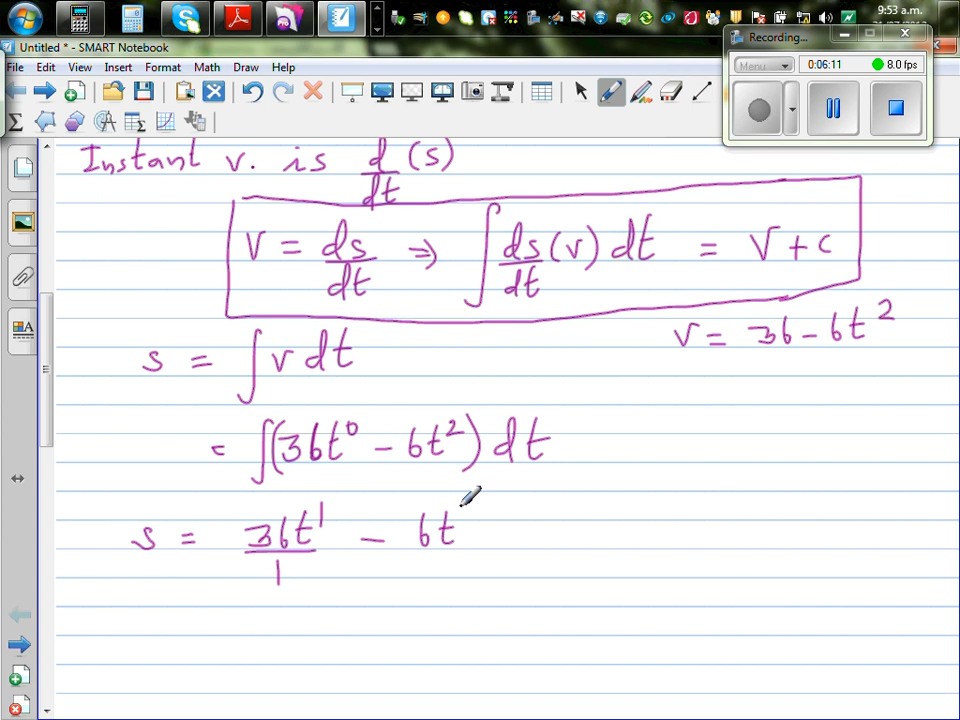 9:53 a.m.
Untitled * - SMART Notebook
Recording...
File Edit View Insert Format Math Draw Help
Menu 0:06:11 8.0 fps
Instant v. is d/dt (s)
V = ds/dt ⇒ ∫ ds/dt (v) dt = V + c
v = 36 - 6t²
s = ∫ v dt
= ∫(36t⁰ - 6t²) dt
s = 36t¹/1 - 6t